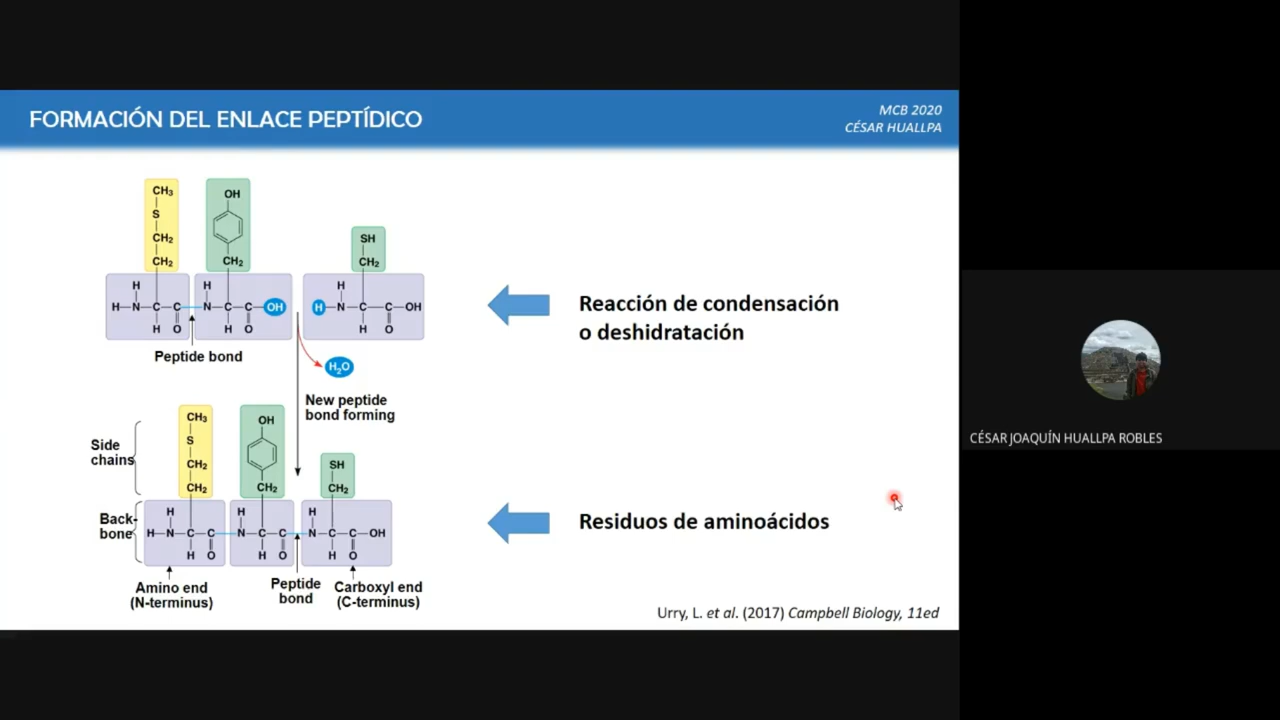 FORMACIÓN DEL ENLACE PEPTÍDICO
MCB 2020
CÉSAR HUALLPA
CH₃
S
CH₂
CH₂
OH
CH₂
SH
CH₂
H
H
H
H—N—C—C
N—C—C—OH
H—N—C—C—OH
H O
H O
H O
Peptide bond
H₂O
New peptide
bond forming
Reacción de condensación
o deshidratación
Side
chains
CH₃
S
CH₂
CH₂
OH
CH₂
SH
CH₂
Back-
bone
H
H
H
H—N—C—C—N—C—C—N—C—C—OH
H O
H O
H O
Amino end
(N-terminus)
Peptide
bond
Carboxyl end
(C-terminus)
Residuos de aminoácidos
Urry, L. et al. (2017) Campbell Biology, 11ed
CÉSAR JOAQUÍN HUALLPA ROBLES